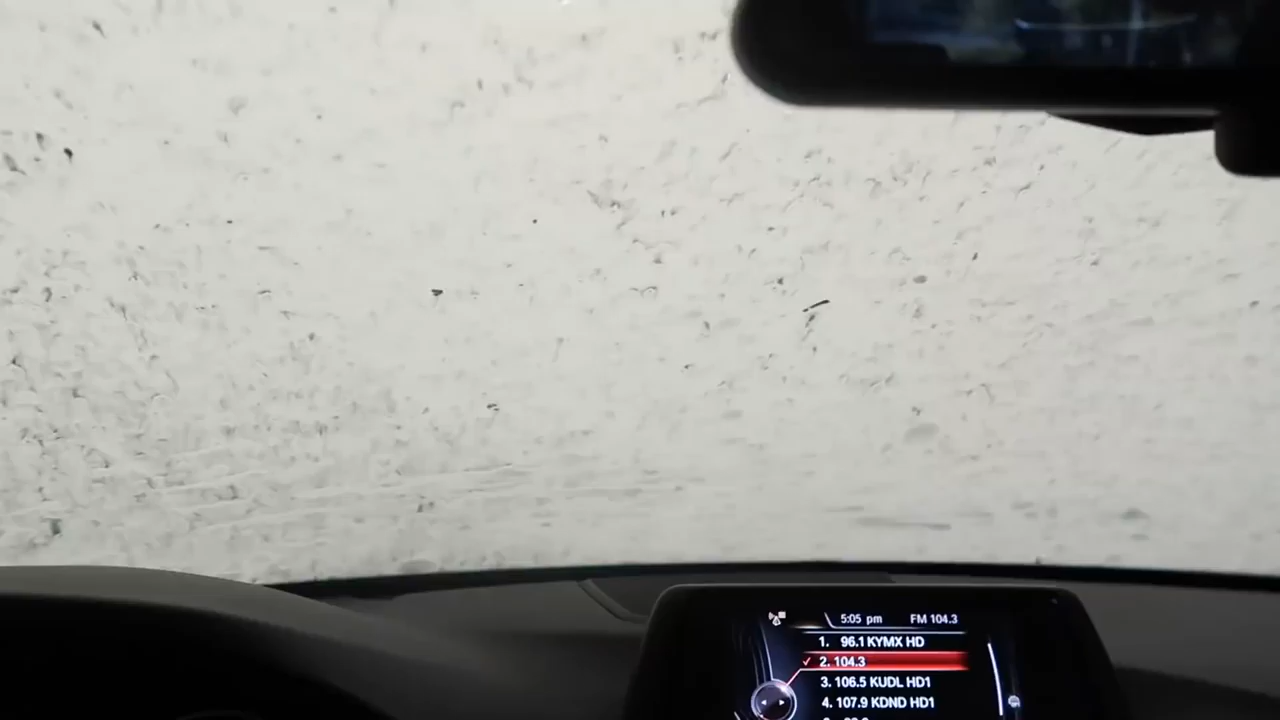 5:05 pm FM 104.3
1. 96.1 KYMX HD
✓ 2. 104.3
3. 106.5 KUDL HD1
4. 107.9 KDND HD1